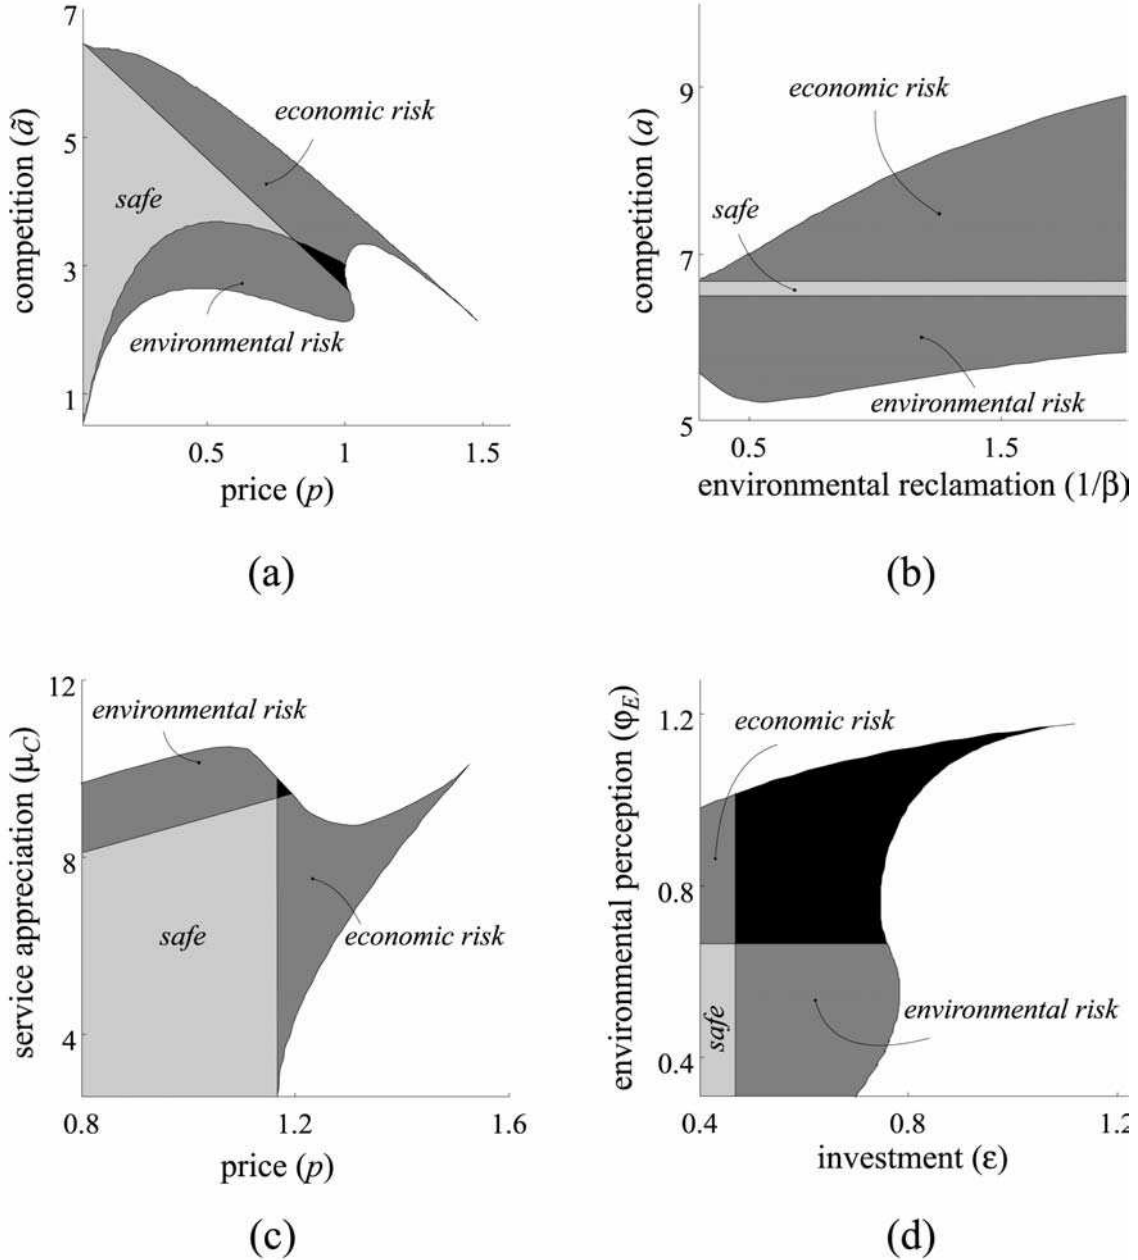 7
5
3
1
competition (ã)
economic risk
safe
environmental risk
0.5 1 1.5
price (p)
(a)
9
7
5
competition (a)
economic risk
safe
environmental risk
0.5 1.5
environmental reclamation (1/β)
(b)
12
8
4
service appreciation (μC)
environmental risk
safe
economic risk
0.8 1.2 1.6
price (p)
(c)
1.2
0.8
0.4
environmental perception (φE)
economic risk
safe
environmental risk
0.4 0.8 1.2
investment (ε)
(d)